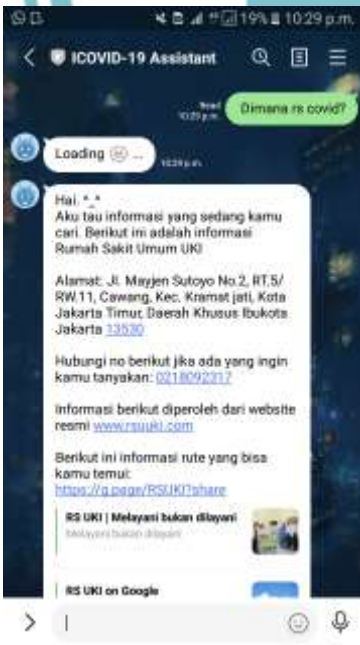 19% 10:29 p.m.
ICOVID-19 Assistant
Read
10:29 p.m.
Dimana rs covid?
Loading ...
10:29 p.m.
Hai. ^_^
Aku tau informasi yang sedang kamu
cari. Berikut ini adalah informasi
Rumah Sakit Umum UKI
Alamat: Jl. Mayjen Sutoyo No.2, RT.5/
RW.11, Cawang, Kec. Kramat jati, Kota
Jakarta Timur, Daerah Khusus Ibukota
Jakarta 13530
Hubungi no berikut jika ada yang ingin
kamu tanyakan: 0218092317
Informasi berikut diperoleh dari website
resmi www.rsuuki.com
Berikut ini informasi rute yang bisa
kamu temui:
https://g.page/RSUKI?share
RS UKI | Melayani bukan dilayani
Melayani bukan dilayani
RS UKI on Google